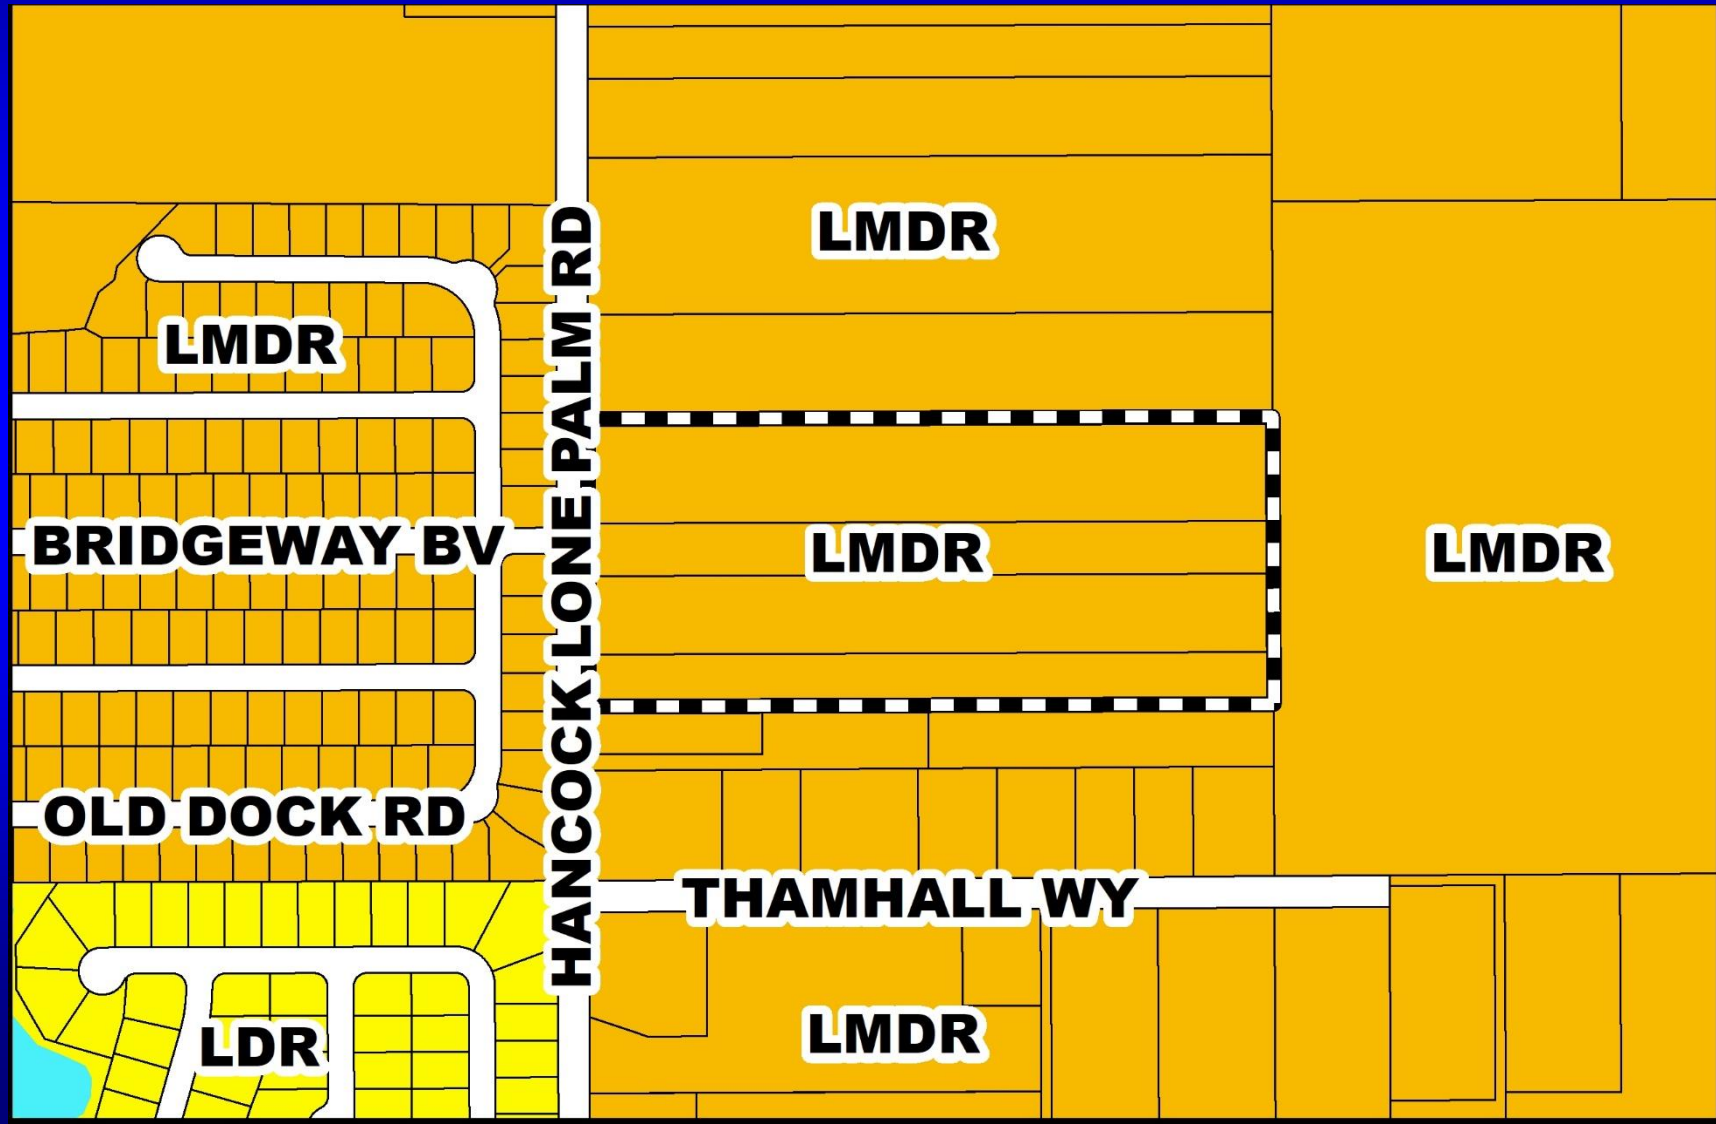 LMDR
LMDR
HANCOCK LONE PALM RD
BRIDGEWAY BV
LMDR
LMDR
OLD DOCK RD
THAMHALL WY
LDR
LMDR